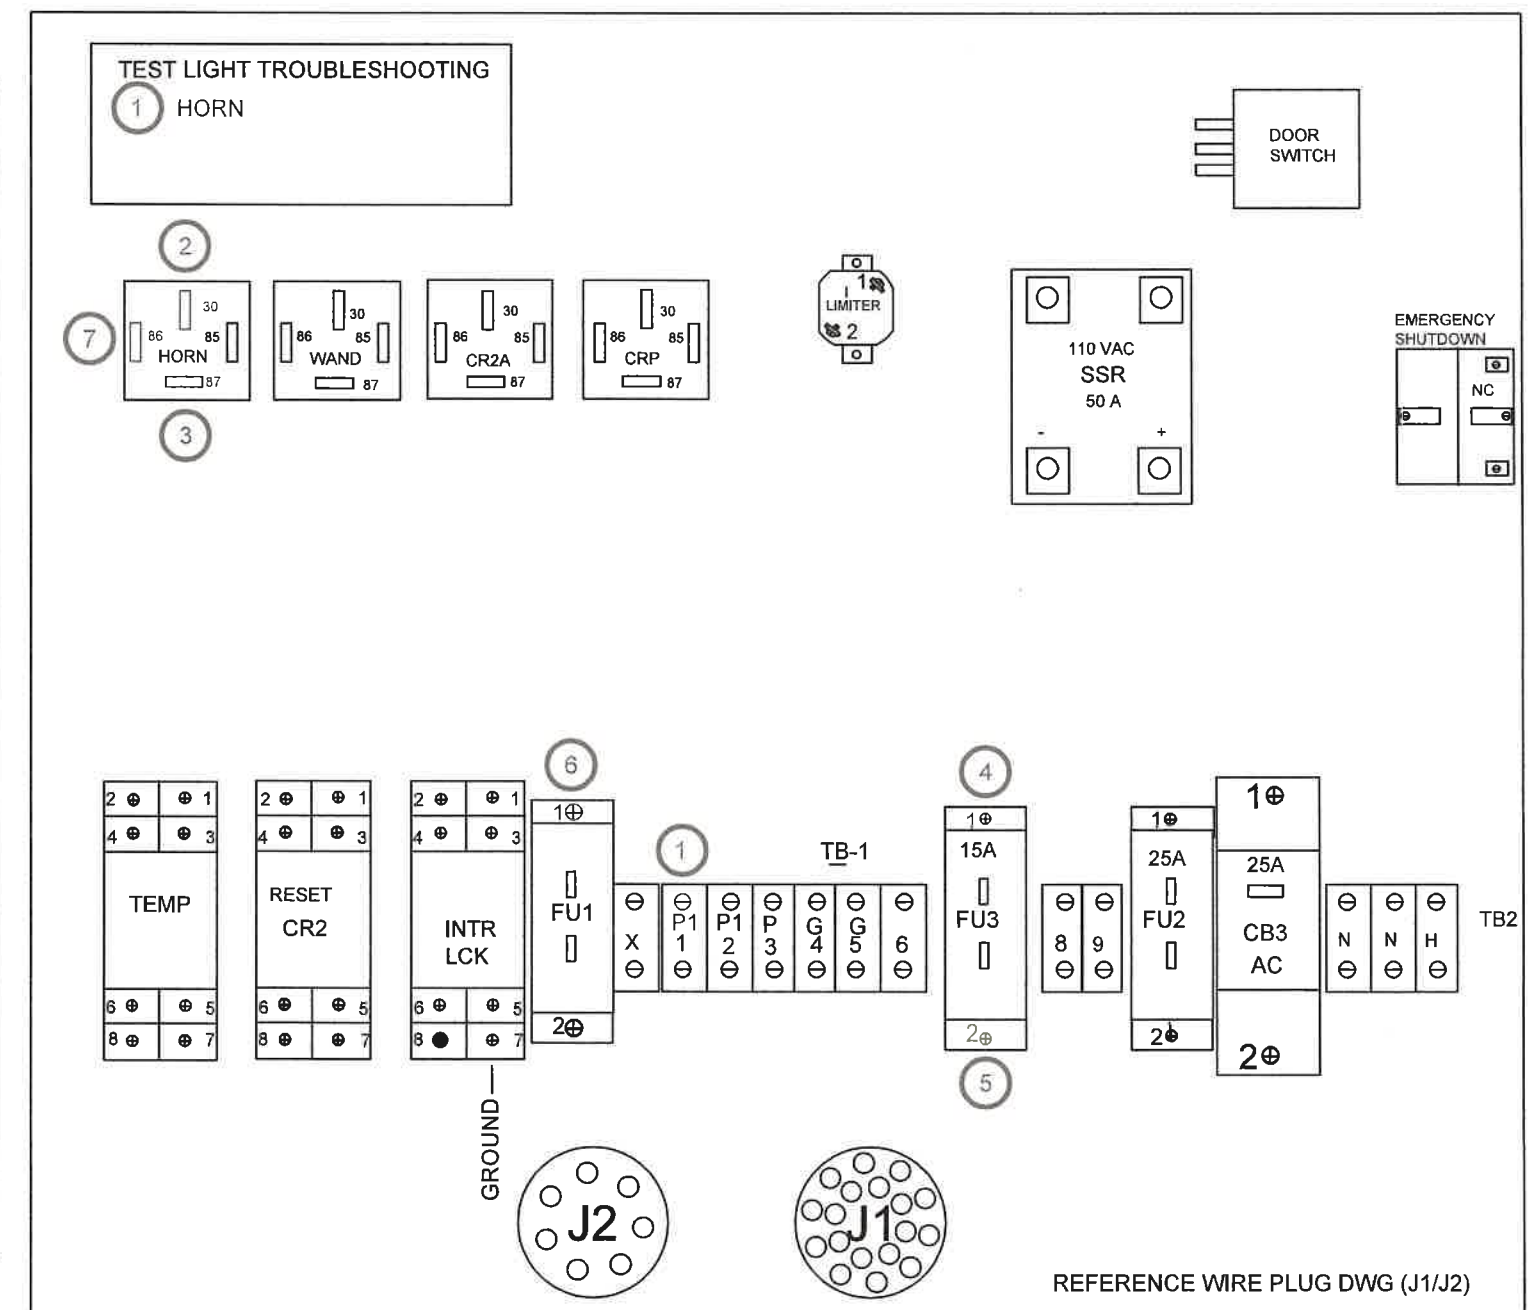 TEST LIGHT TROUBLESHOOTING
1 HORN
DOOR
SWITCH
2
7
86 30 85
HORN
87
3
86 30 85
WAND
87
86 30 85
CR2A
87
86 30 85
CRP
87
1
I
LIMITER
2
110 VAC
SSR
50 A
- +
EMERGENCY
SHUTDOWN
NC
2 1
4 3
TEMP
6 5
8 7
2 1
4 3
RESET
CR2
6 5
8 7
2 1
4 3
INTR
LCK
6 5
8 7
GROUND
6
1
FU1
2
1
TB-1
X
P1
1
P1
2
P
3
G
4
G
5
6
4
1
15A
FU3
2
5
8 9
1
25A
FU2
2
1
25A
CB3
AC
2
N N H
TB2
J2
J1
REFERENCE WIRE PLUG DWG (J1/J2)